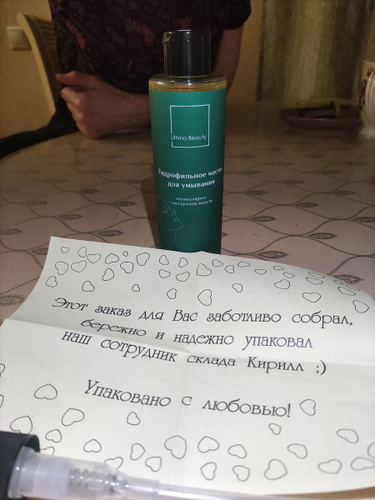 Ultima Beauty
Гидрофильное масло
для умывания
Этот заказ для Вас заботливо собрал,
бережно и надежно упаковал
наш сотрудник склада Кирилл ;)
Упаковано с любовью!